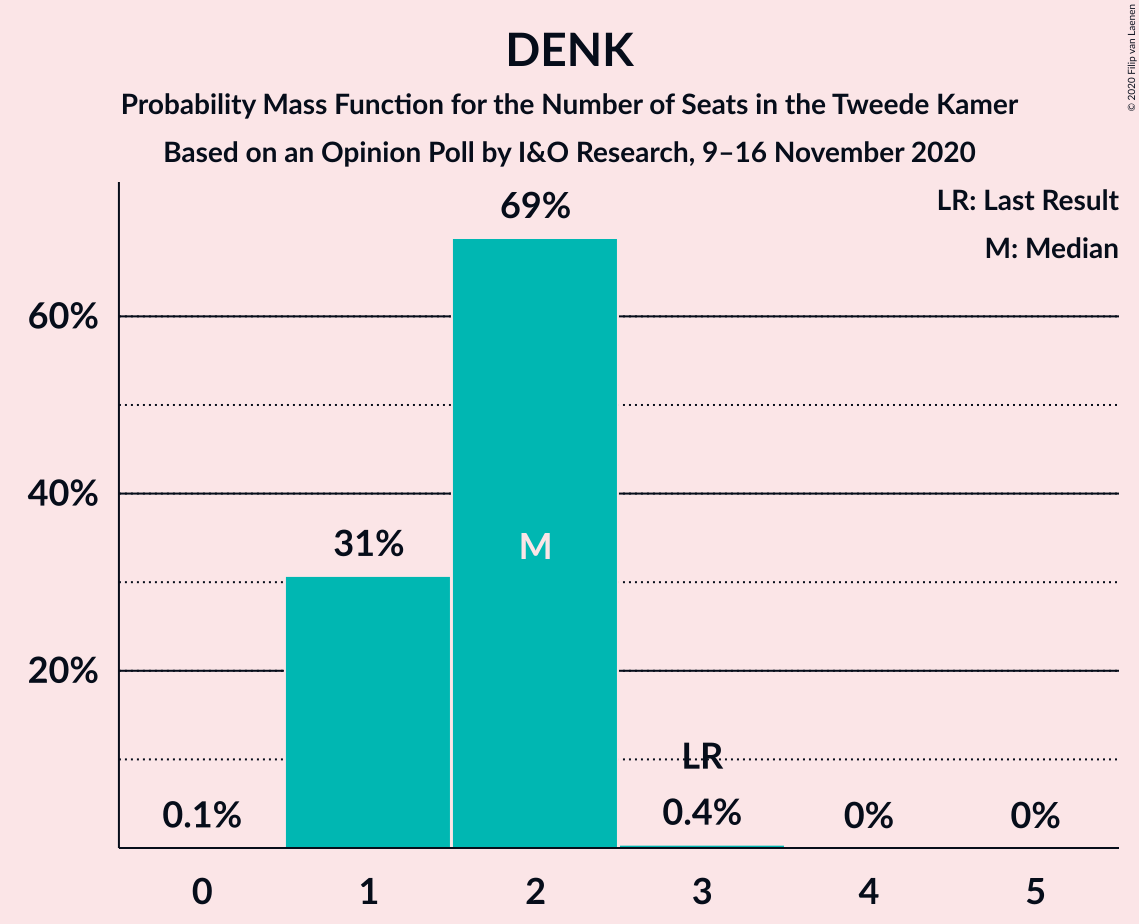 DENK
Probability Mass Function for the Number of Seats in the Tweede Kamer
Based on an Opinion Poll by I&O Research, 9–16 November 2020
© 2020 Filip van Laenen
LR: Last Result
M: Median
69%
60%
40%
31%
M
20%
LR
0.1%
0.4%
0%
0%
0
1
2
3
4
5